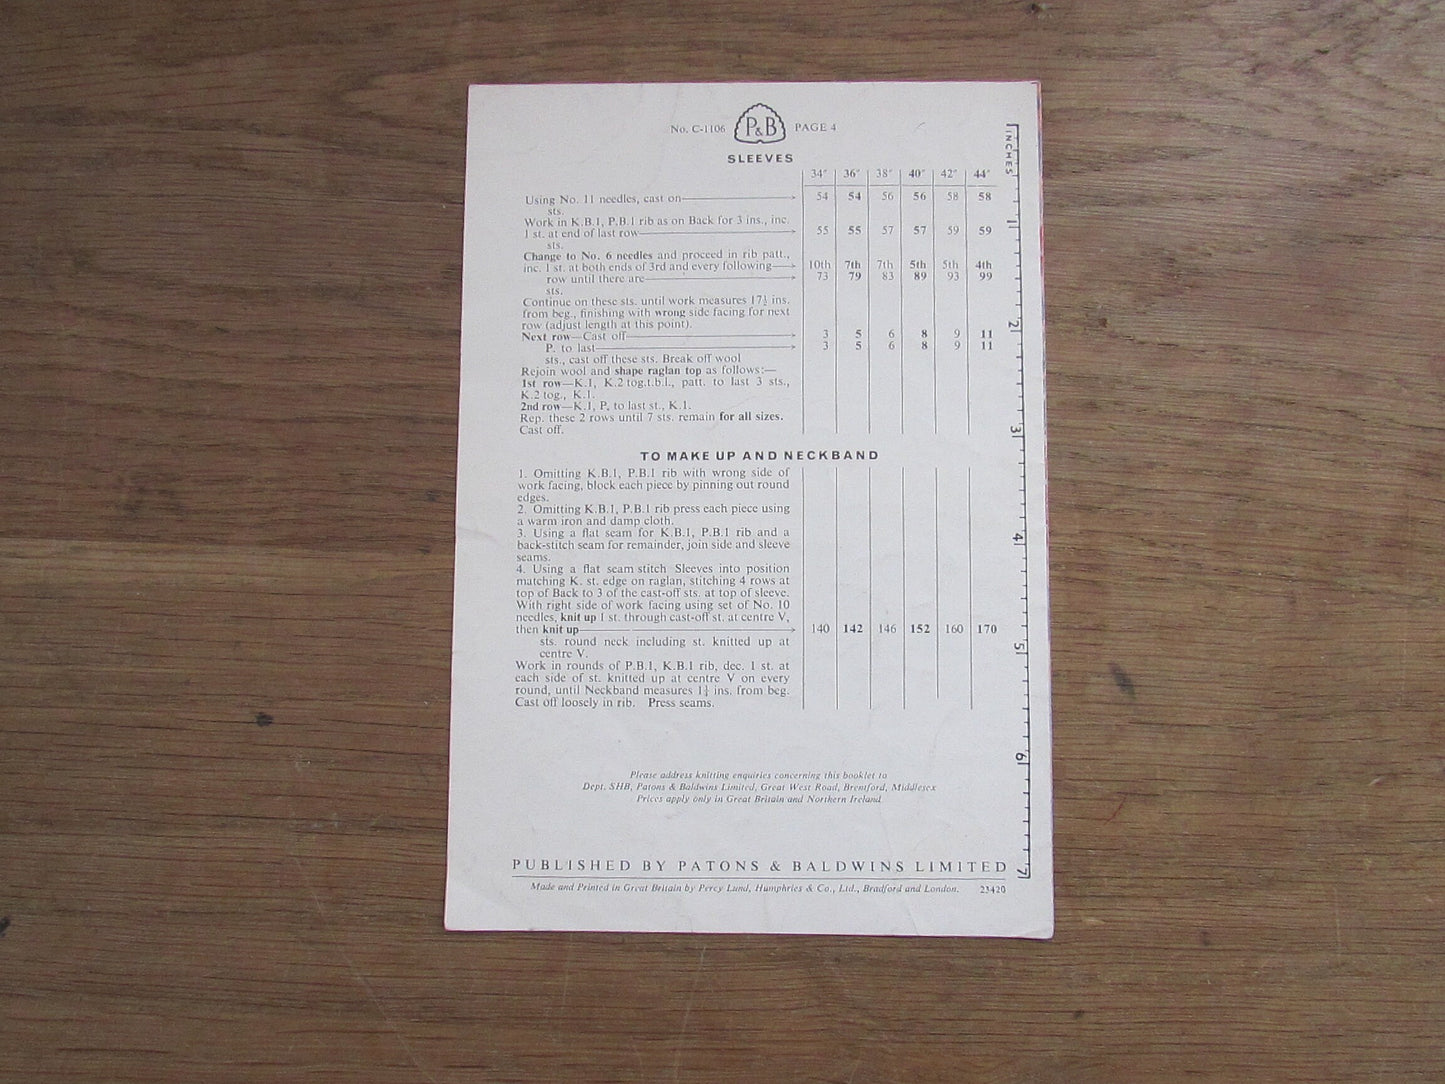 No. C-1106 P&B PAGE 4
SLEEVES
34″ 36″ 38″ 40″ 42″ 44″
Using No. 11 needles, cast on 54 54 56 56 58 58
sts.
Work in K.B.1, P.B.1 rib as on Back for 3 ins., inc.
1 st. at end of last row 55 55 57 57 59 59
sts.
Change to No. 6 needles and proceed in rib patt.,
inc. 1 st. at both ends of 3rd and every following 10th 7th 7th 5th 5th 4th
row until there are 73 79 83 89 93 99
sts.
Continue on these sts. until work measures 17½ ins.
from beg., finishing with wrong side facing for next
row (adjust length at this point).
Next row—Cast off 3 5 6 8 9 11
P. to last 3 5 6 8 9 11
sts., cast off these sts. Break off wool
Rejoin wool and shape raglan top as follows:—
1st row—K.1, K.2 tog.t.b.l., patt. to last 3 sts.,
K.2 tog., K.1.
2nd row—K.1, P. to last st., K.1.
Rep. these 2 rows until 7 sts. remain for all sizes.
Cast off.
TO MAKE UP AND NECKBAND
1. Omitting K.B.1, P.B.1 rib with wrong side of
work facing, block each piece by pinning out round
edges.
2. Omitting K.B.1, P.B.1 rib press each piece using
a warm iron and damp cloth.
3. Using a flat seam for K.B.1, P.B.1 rib and a
back-stitch seam for remainder, join side and sleeve
seams.
4. Using a flat seam stitch Sleeves into position
matching K. st. edge on raglan, stitching 4 rows at
top of Back to 3 of the cast-off sts. at top of sleeve.
With right side of work facing using set of No. 10
needles, knit up 1 st. through cast-off st. at centre V,
then knit up 140 142 146 152 160 170
sts. round neck including st. knitted up at
centre V.
Work in rounds of P.B.1, K.B.1 rib, dec. 1 st. at
each side of st. knitted up at centre V on every
round, until Neckband measures 1¼ ins. from beg.
Cast off loosely in rib. Press seams.
Please address knitting enquiries concerning this booklet to
Dept. SHB, Patons & Baldwins Limited, Great West Road, Brentford, Middlesex
Prices apply only in Great Britain and Northern Ireland
PUBLISHED BY PATONS & BALDWINS LIMITED
Made and Printed in Great Britain by Percy Lund, Humphries & Co., Ltd., Bradford and London. 23420
INCHES
1
2
3
4
5
6
7